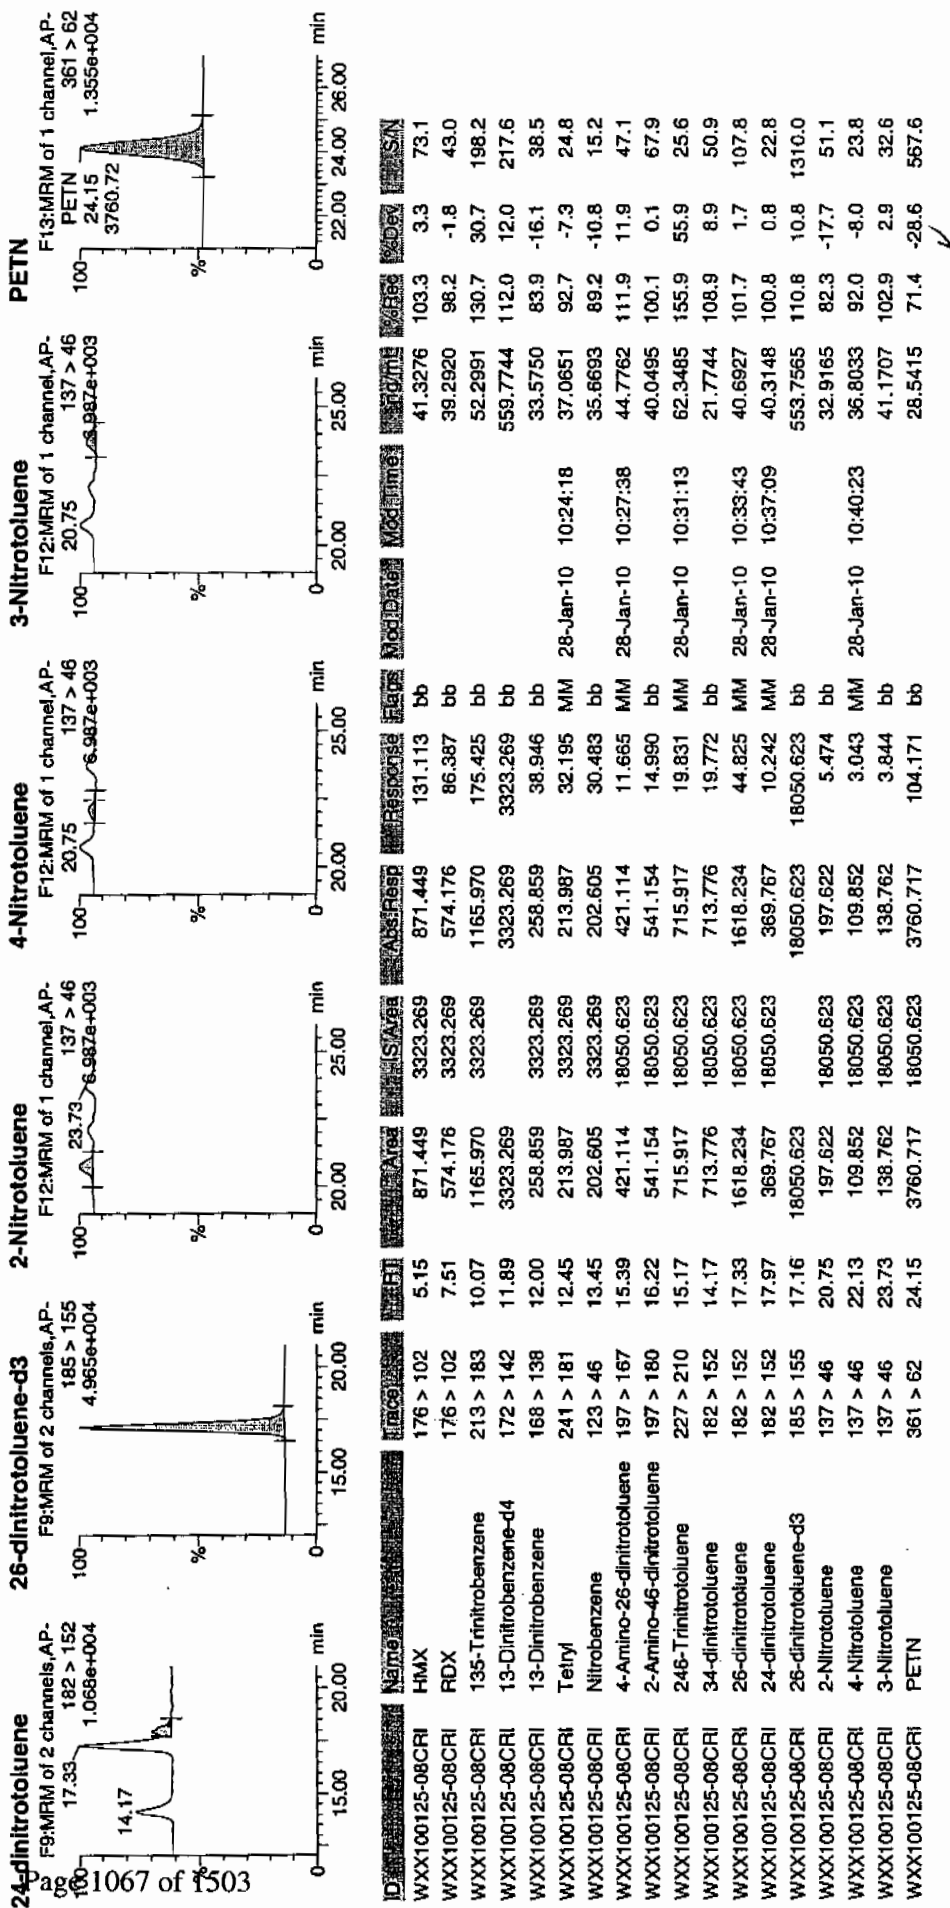 24-dinitrotoluene
F9:MRM of 2 channels,AP-
182 > 152
1.068e+004
17.33
14.17
100
%
0
15.00 20.00 min
26-dinitrotoluene-d3
F9:MRM of 2 channels,AP-
185 > 155
4.965e+004
100
%
0
15.00 20.00 min
2-Nitrotoluene
F12:MRM of 1 channel,AP-
137 > 46
6.987e+003
23.73
100
%
0
20.00 25.00 min
4-Nitrotoluene
F12:MRM of 1 channel,AP-
137 > 46
6.987e+003
20.75
100
%
0
20.00 25.00 min
3-Nitrotoluene
F12:MRM of 1 channel,AP-
137 > 46
6.987e+003
20.75
100
%
0
20.00 25.00 min
PETN
F13:MRM of 1 channel,AP-
361 > 62
1.355e+004
PETN
24.15
3760.72
100
%
0
22.00 24.00 26.00 min
ID Name Trace RT Area IS Area Abs.Resp Response Flags Mod.Date Mod.Time %Rec %Dev S/N
WXX100125-08CRI HMX 176 > 102 5.15 871.449 3323.269 871.449 131.113 bb 41.3276 103.3 3.3 73.1
WXX100125-08CRI RDX 176 > 102 7.51 574.176 3323.269 574.176 86.387 bb 39.2920 98.2 -1.8 43.0
WXX100125-08CRI 135-Trinitrobenzene 213 > 183 10.07 1165.970 3323.269 1165.970 175.425 bb 52.2991 130.7 30.7 198.2
WXX100125-08CRI 13-Dinitrobenzene-d4 172 > 142 11.89 3323.269 3323.269 3323.269 bb 559.7744 112.0 12.0 217.6
WXX100125-08CRI 13-Dinitrobenzene 168 > 138 12.00 258.859 3323.269 258.859 38.946 bb 33.5750 83.9 -16.1 38.5
WXX100125-08CRI Tetryl 241 > 181 12.45 213.987 3323.269 213.987 32.195 MM 28-Jan-10 10:24:18 37.0851 92.7 -7.3 24.8
WXX100125-08CRI Nitrobenzene 123 > 46 13.45 202.605 3323.269 202.605 30.483 bb 35.6693 89.2 -10.8 15.2
WXX100125-08CRI 4-Amino-26-dinitrotoluene 197 > 167 15.39 421.114 18050.623 421.114 11.665 MM 28-Jan-10 10:27:38 44.7762 111.9 11.9 47.1
WXX100125-08CRI 2-Amino-46-dinitrotoluene 197 > 180 16.22 541.154 18050.623 541.154 14.990 bb 40.0495 100.1 0.1 67.9
WXX100125-08CRI 246-Trinitrotoluene 227 > 210 15.17 715.917 18050.623 715.917 19.831 MM 28-Jan-10 10:31:13 62.3485 155.9 55.9 25.6
WXX100125-08CRI 34-dinitrotoluene 182 > 152 14.17 713.776 18050.623 713.776 19.772 bb 21.7744 108.9 8.9 50.9
WXX100125-08CRI 26-dinitrotoluene 182 > 152 17.33 1618.234 18050.623 1618.234 44.825 MM 28-Jan-10 10:33:43 40.6927 101.7 1.7 107.8
WXX100125-08CRI 24-dinitrotoluene 182 > 152 17.97 369.767 18050.623 369.767 10.242 MM 28-Jan-10 10:37:09 40.3148 100.8 0.8 22.8
WXX100125-08CRI 26-dinitrotoluene-d3 185 > 155 17.16 18050.623 18050.623 18050.623 bb 553.7565 110.8 10.8 1310.0
WXX100125-08CRI 2-Nitrotoluene 137 > 46 20.75 197.622 18050.623 197.622 5.474 bb 32.9165 82.3 -17.7 51.1
WXX100125-08CRI 4-Nitrotoluene 137 > 46 22.13 109.852 18050.623 109.852 3.043 MM 28-Jan-10 10:40:23 36.8033 92.0 -8.0 23.8
WXX100125-08CRI 3-Nitrotoluene 137 > 46 23.73 138.762 18050.623 138.762 3.844 bb 41.1707 102.9 2.9 32.6
WXX100125-08CRI PETN 361 > 62 24.15 3760.717 18050.623 3760.717 104.171 bb 28.5415 71.4 -28.6 567.6
Page 1067 of 1503